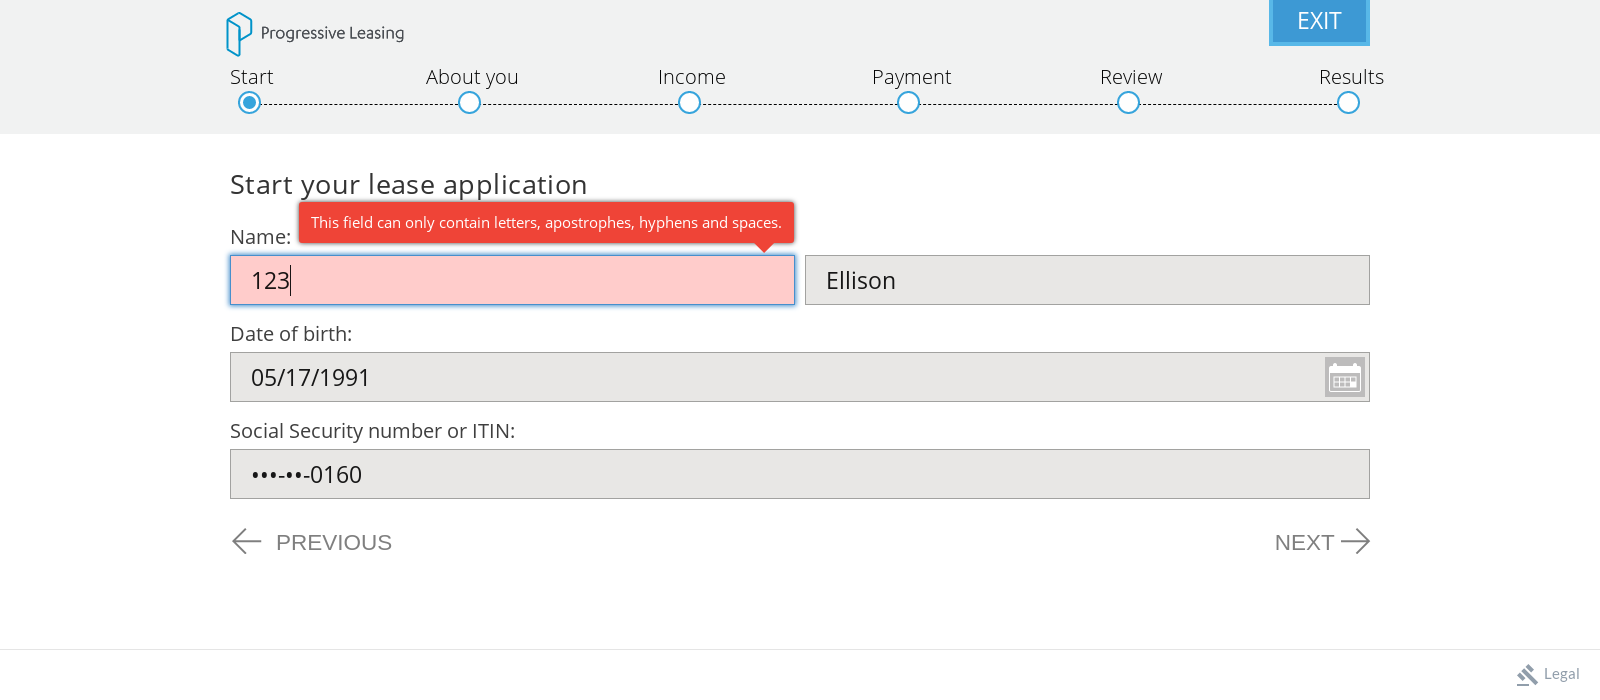 Progressive Leasing
EXIT
Start About you Income Payment Review Results
Start your lease application
This field can only contain letters, apostrophes, hyphens and spaces.
Name:
123 Ellison
Date of birth:
05/17/1991
Social Security number or ITIN:
•••-••-0160
PREVIOUS NEXT
Legal